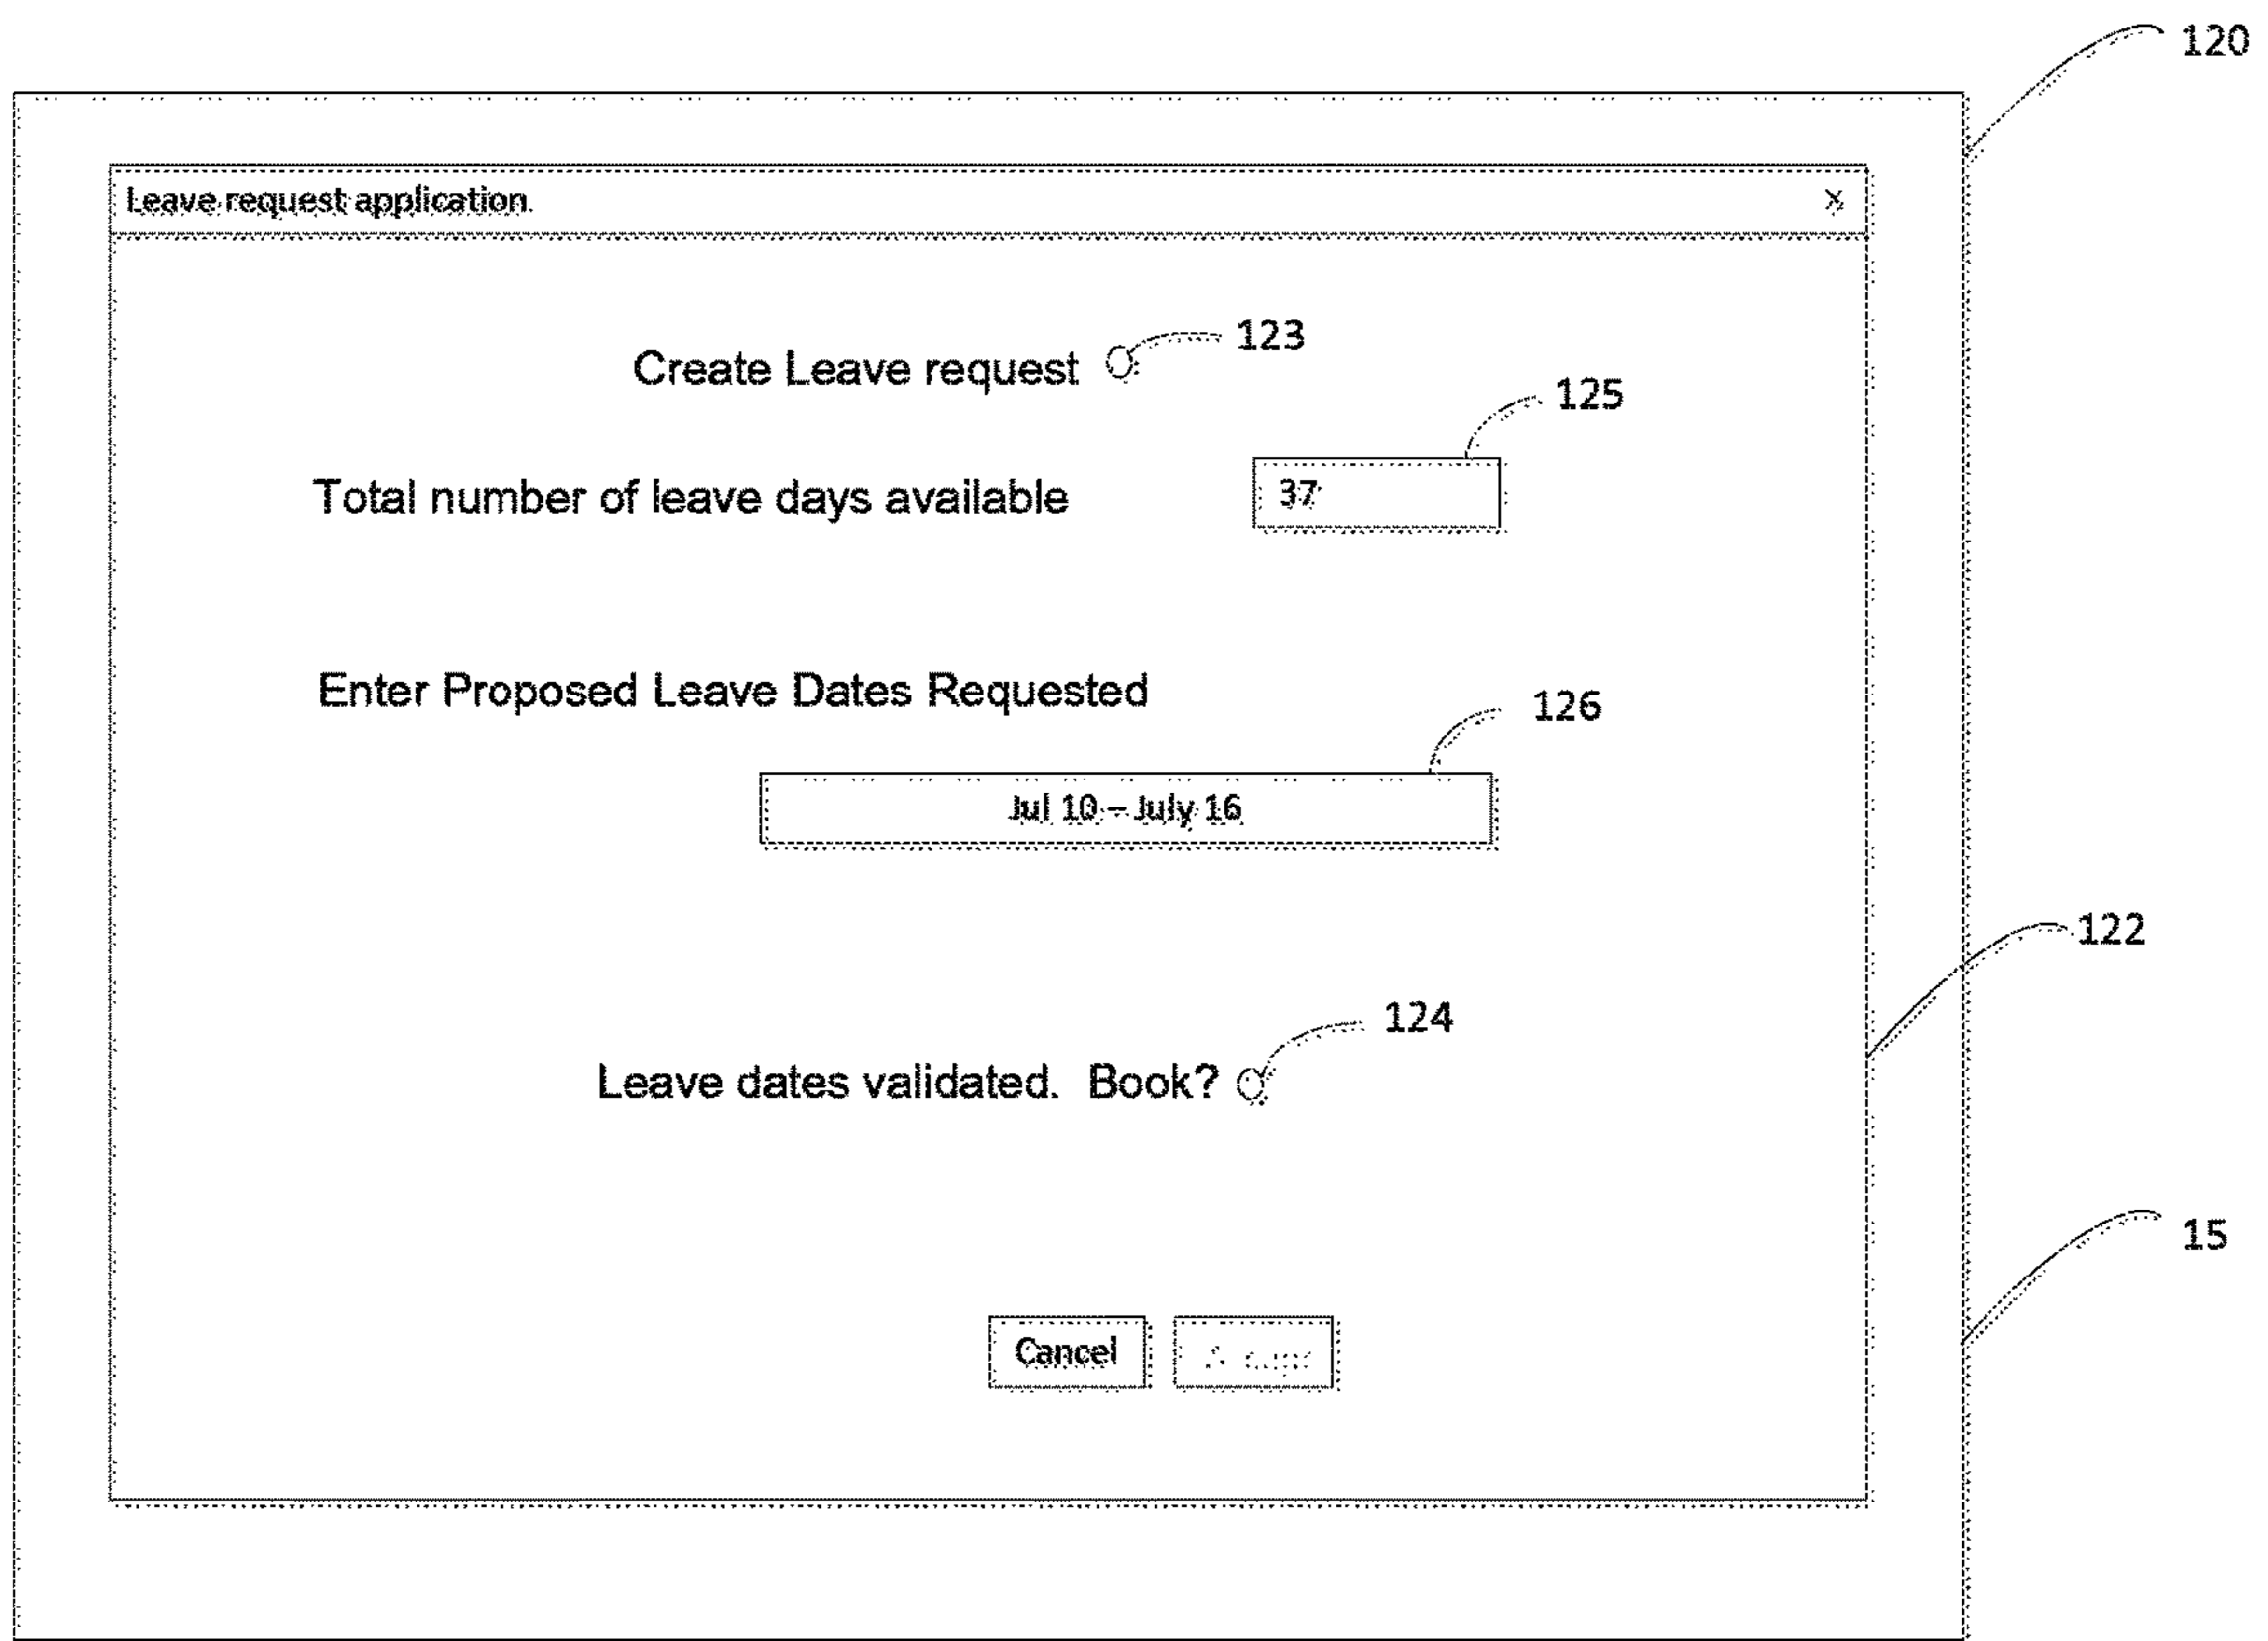 120
Leave request application. X
Create Leave request 123
125
Total number of leave days available 37
Enter Proposed Leave Dates Requested
126
Jul 10 – July 16
122
124
Leave dates validated. Book?
15
Cancel